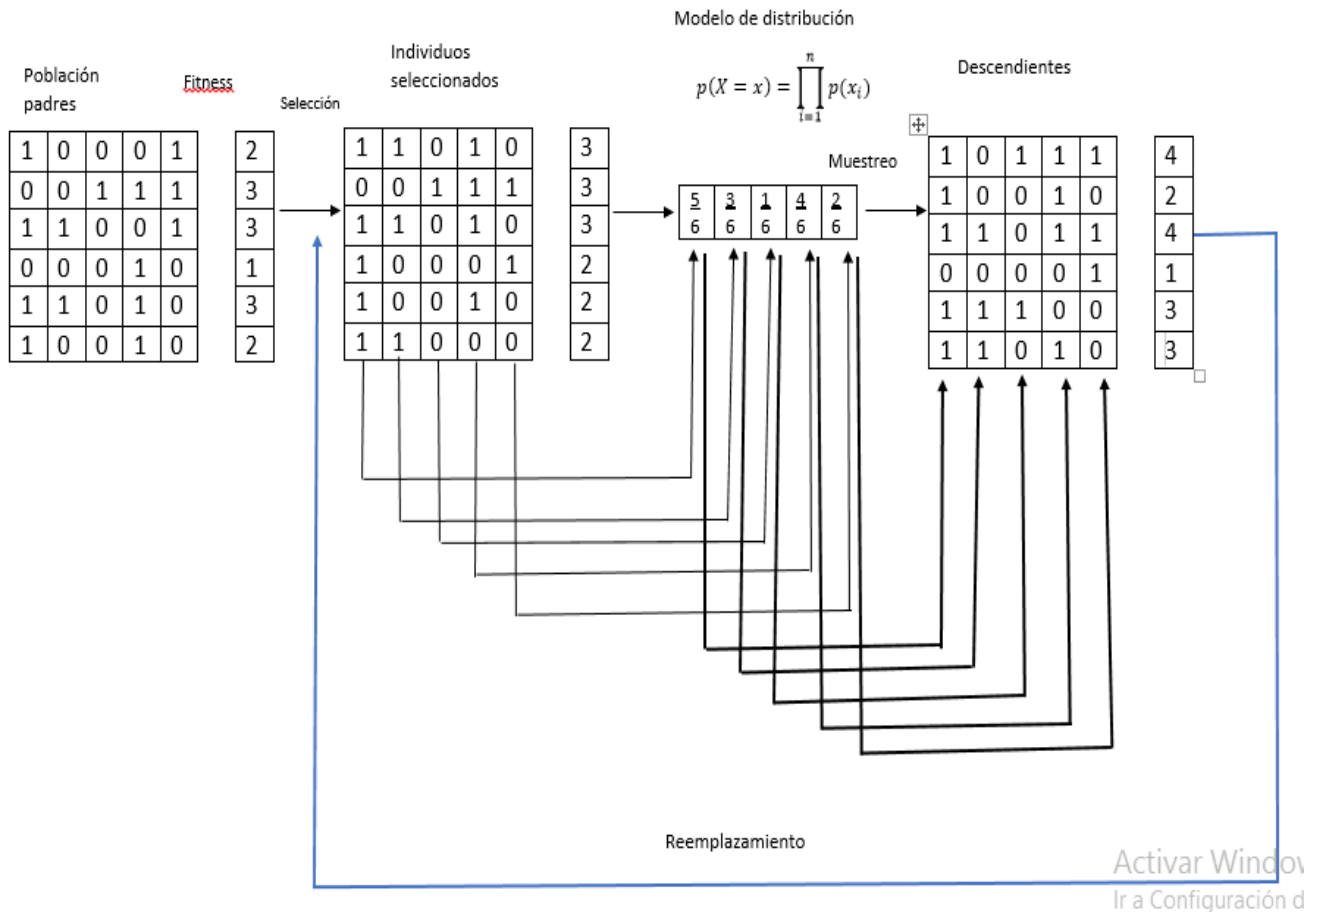 Modelo de distribución
Individuos
seleccionados
Población
padres
Fitness
Selección
p(X = x) = ∏ p(xᵢ)
n
i=1
Descendientes
Muestreo
1 0 0 0 1 2
0 0 1 1 1 3
1 1 0 0 1 3
0 0 0 1 0 1
1 1 0 1 0 3
1 0 0 1 0 2
1 1 0 1 0 3
0 0 1 1 1 3
1 1 0 1 0 3
1 0 0 0 1 2
1 0 0 1 0 2
1 1 0 0 0 2
5 3 1 4 2
6 6 6 6 6
1 0 1 1 1 4
1 0 0 1 0 2
1 1 0 1 1 4
0 0 0 0 1 1
1 1 1 0 0 3
1 1 0 1 0 3
Reemplazamiento
Activar Window
Ir a Configuración d